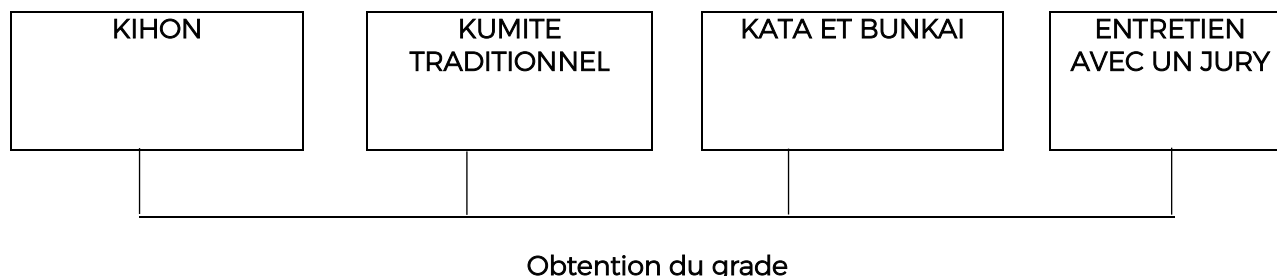 KIHON
KUMITE
TRADITIONNEL
KATA ET BUNKAI
ENTRETIEN
AVEC UN JURY
Obtention du grade